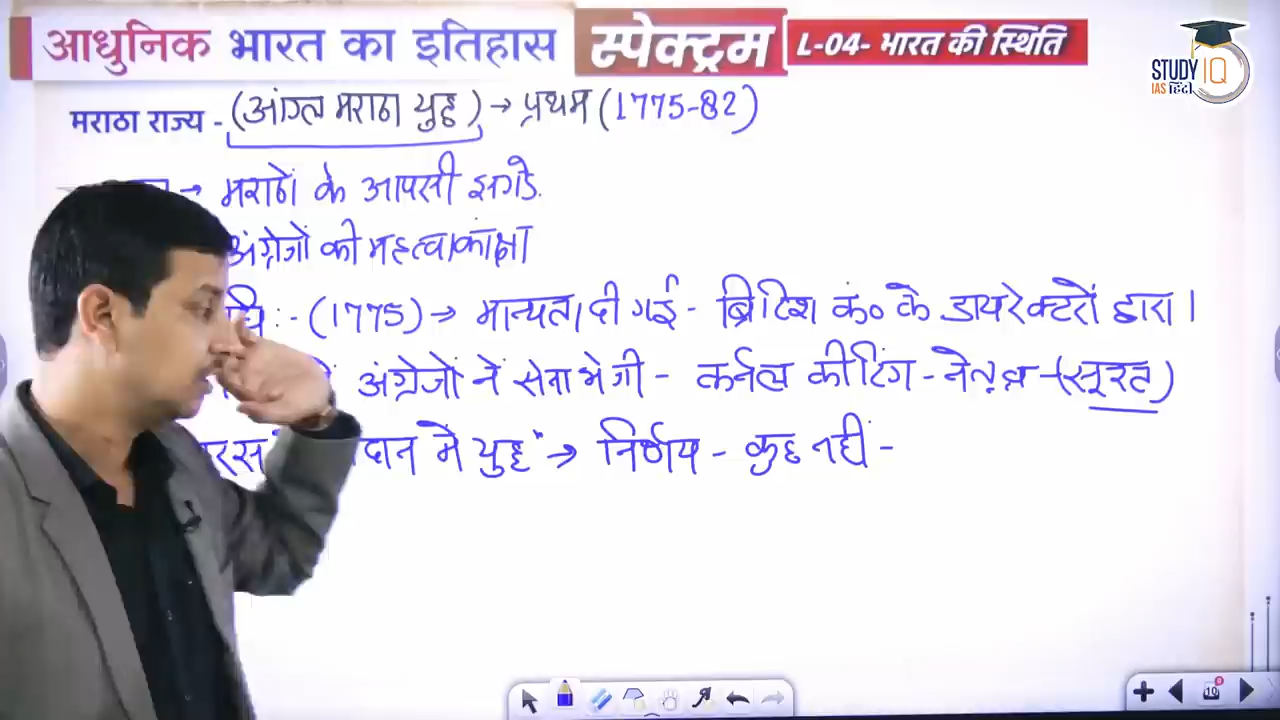 आधुनिक भारत का इतिहास स्पेक्ट्रम L-04- भारत की स्थिति
STUDY IQ
IAS हिंदी
मराठा राज्य - (आंग्ल मराठा युद्ध) → प्रथम (1775-82)
→ मराठों के आपसी झगडे.
अंग्रेजों की महत्वाकांक्षा
:- (1775) → मान्यता दी गई - ब्रिटिश कं० के डायरेक्टरों द्वारा।
अंग्रेजों नें सेना भेजी - कर्नल कीटिंग - नेतृत्व - (सूरत)
में युद्ध" → निर्णय - कुछ नहीं -
10